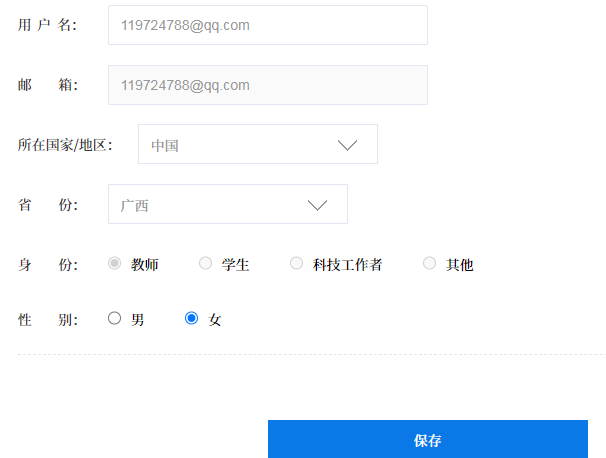 用 户 名： 119724788@qq.com
邮 箱： 119724788@qq.com
所在国家/地区： 中国
省 份： 广西
身 份： 教师 学生 科技工作者 其他
性 别： 男 女
保存